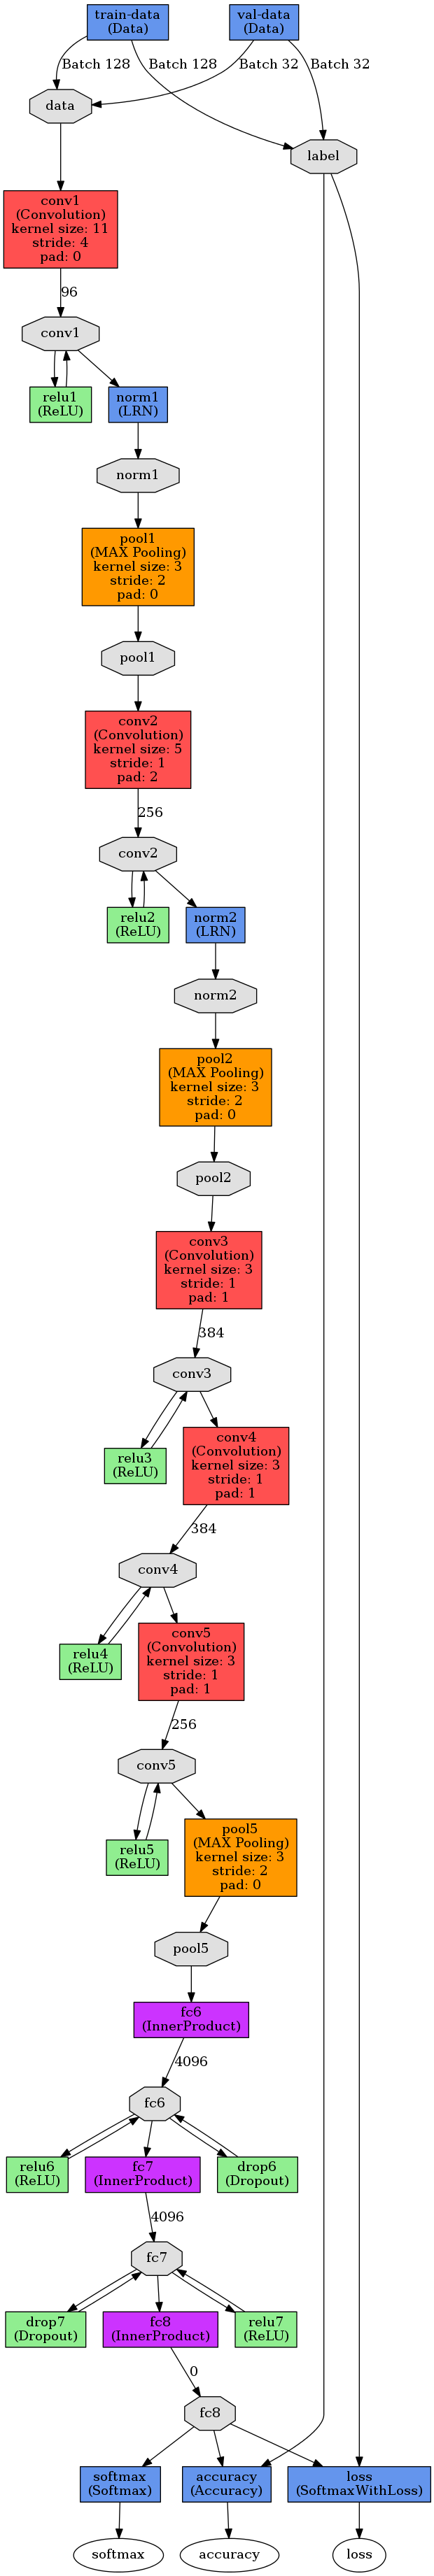 train-data
(Data)
val-data
(Data)
Batch 128
Batch 128
Batch 32
Batch 32
data
label
conv1
(Convolution)
kernel size: 11
stride: 4
pad: 0
96
conv1
relu1
(ReLU)
norm1
(LRN)
norm1
pool1
(MAX Pooling)
kernel size: 3
stride: 2
pad: 0
pool1
conv2
(Convolution)
kernel size: 5
stride: 1
pad: 2
256
conv2
relu2
(ReLU)
norm2
(LRN)
norm2
pool2
(MAX Pooling)
kernel size: 3
stride: 2
pad: 0
pool2
conv3
(Convolution)
kernel size: 3
stride: 1
pad: 1
384
conv3
relu3
(ReLU)
conv4
(Convolution)
kernel size: 3
stride: 1
pad: 1
384
conv4
relu4
(ReLU)
conv5
(Convolution)
kernel size: 3
stride: 1
pad: 1
256
conv5
relu5
(ReLU)
pool5
(MAX Pooling)
kernel size: 3
stride: 2
pad: 0
pool5
fc6
(InnerProduct)
4096
fc6
relu6
(ReLU)
fc7
(InnerProduct)
drop6
(Dropout)
4096
fc7
drop7
(Dropout)
fc8
(InnerProduct)
relu7
(ReLU)
0
fc8
softmax
(Softmax)
accuracy
(Accuracy)
loss
(SoftmaxWithLoss)
softmax
accuracy
loss